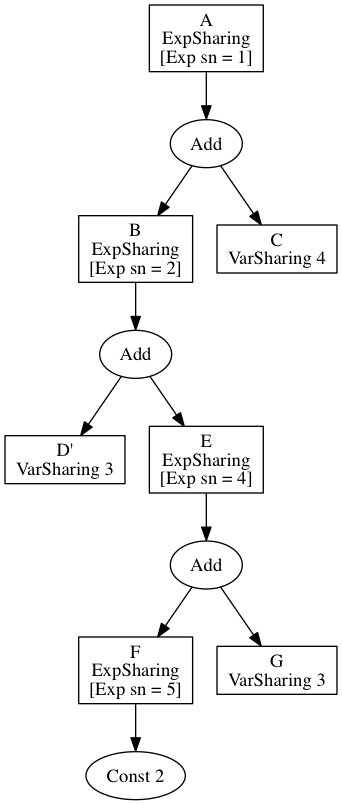 A
ExpSharing
[Exp sn = 1]
Add
B
ExpSharing
[Exp sn = 2]
C
VarSharing 4
Add
D'
VarSharing 3
E
ExpSharing
[Exp sn = 4]
Add
F
ExpSharing
[Exp sn = 5]
G
VarSharing 3
Const 2